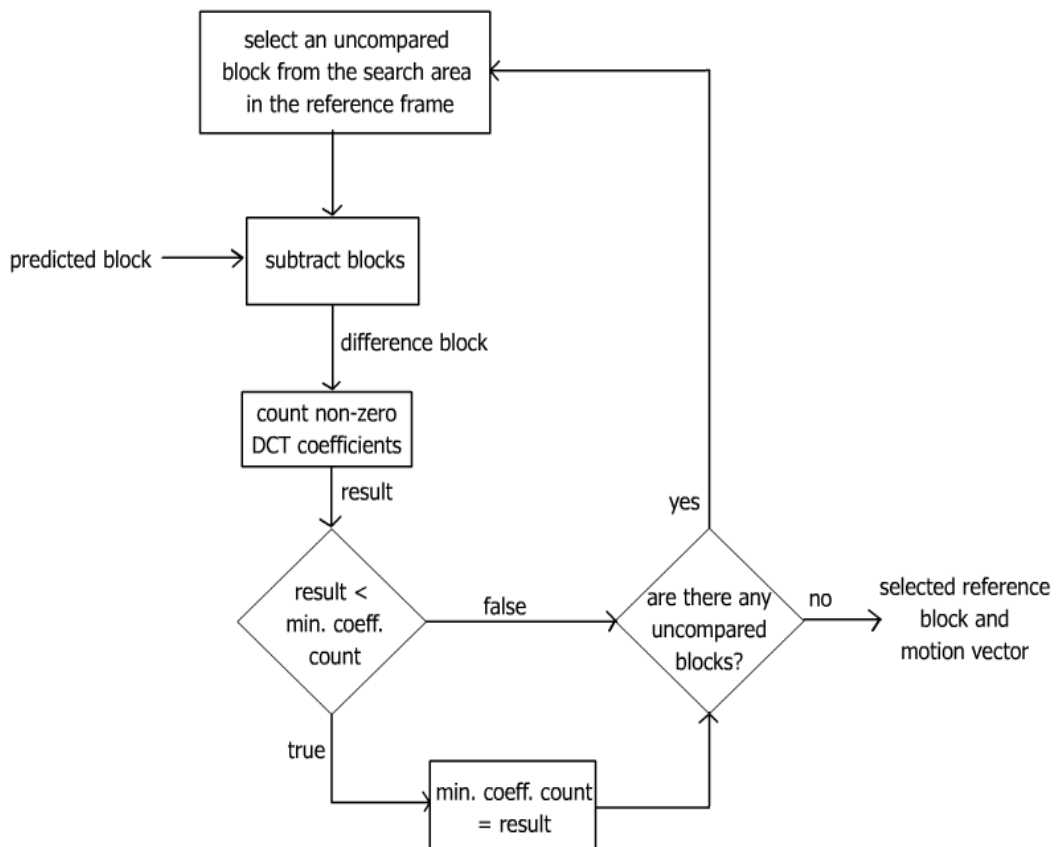 select an uncompared
block from the search area
in the reference frame
predicted block
subtract blocks
difference block
count non-zero
DCT coefficients
result
result <
min. coeff.
count
false
true
min. coeff. count
= result
are there any
uncompared
blocks?
yes
no
selected reference
block and
motion vector